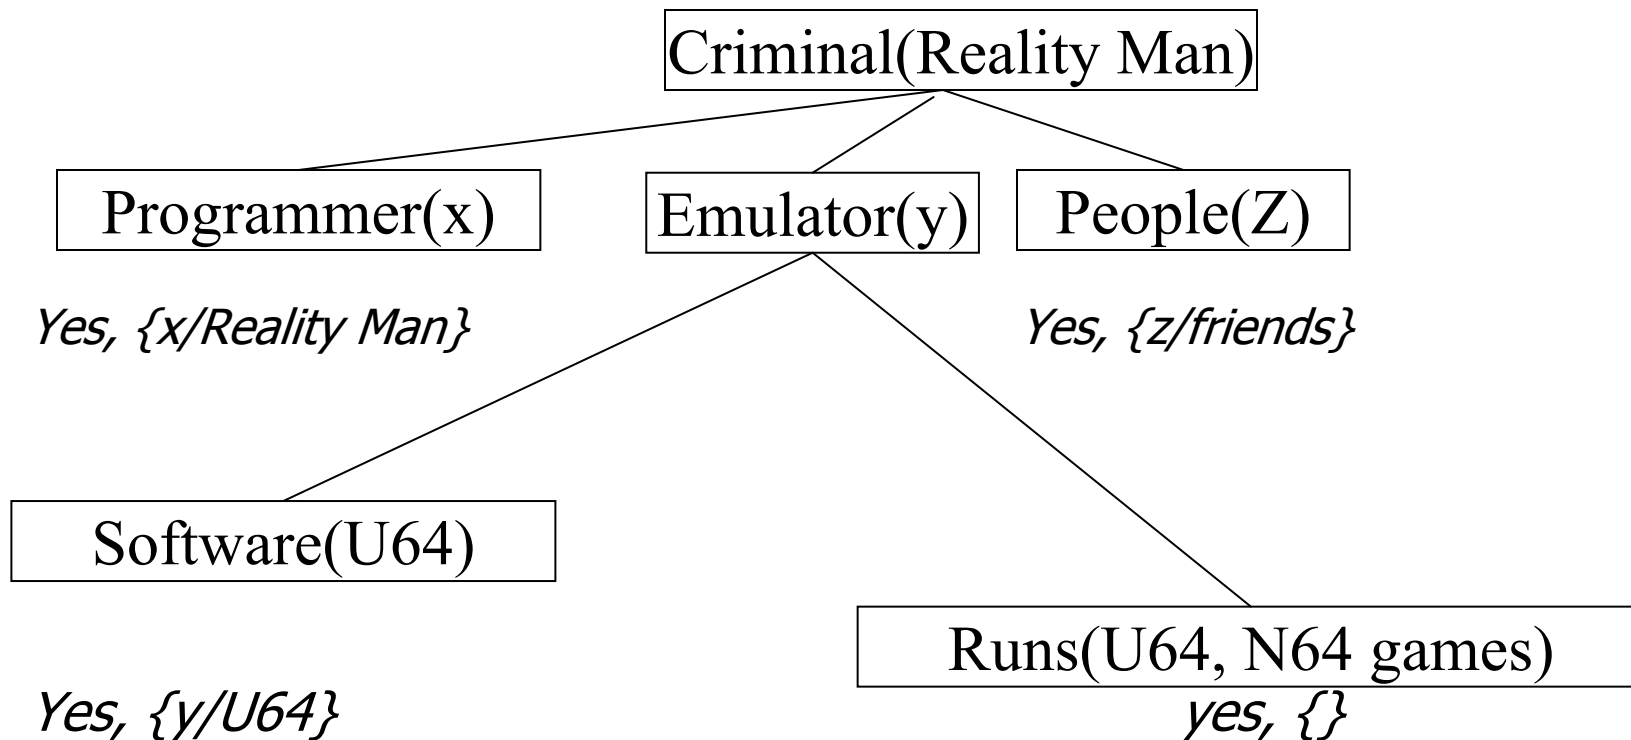 Criminal(Reality Man)
Programmer(x)
Emulator(y)
People(Z)
Yes, {x/Reality Man}
Yes, {z/friends}
Software(U64)
Runs(U64, N64 games)
Yes, {y/U64}
yes, {}